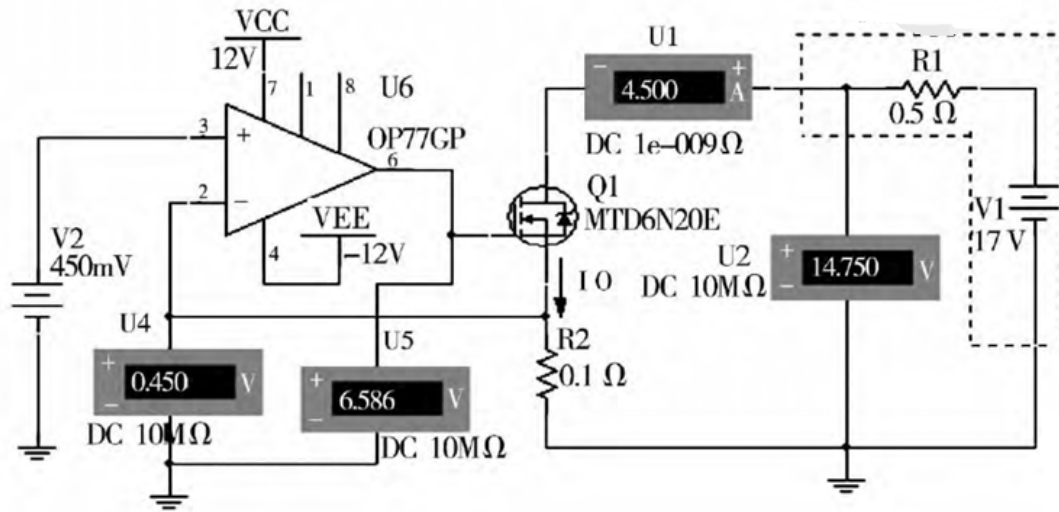 VCC
12V
7
1
8
U6
3
+
OP77GP
6
2
−
4
VEE
−12V
V2
450mV
U1
−
4.500
+
A
DC 1e−009Ω
R1
0.5 Ω
Q1
MTD6N20E
U2
DC 10MΩ
+
−
14.750
V
V1
17 V
I O
R2
0.1 Ω
U4
+
−
0.450
V
DC 10MΩ
U5
+
−
6.586
V
DC 10MΩ